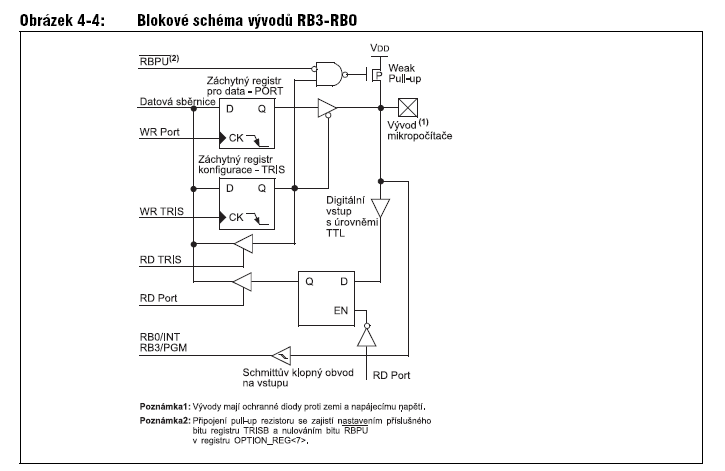 Obrázek 4-4: Blokové schéma vývodů RB3-RB0
VDD
RBPU(2)
Weak
Pull-up
P
Záchytný registr
pro data - PORT
Datová sběrnice
D Q
Vývod (1)
mikropočítače
WR Port
CK
Záchytný registr
konfigurace - TRIS
D Q
Digitální
vstup
s úrovněmi
TTL
WR TRIS
CK
RD TRIS
Q D
RD Port
EN
RB0/INT
RB3/PGM
Schmittův klopný obvod
na vstupu
RD Port
Poznámka1: Vývody mají ochranné diody proti zemi a napájecímu napětí.
Poznámka2: Připojení pull-up rezistoru se zajistí nastavením příslušného
bitu registru TRISB a nulováním bitu RBPU
v registru OPTION_REG<7>.